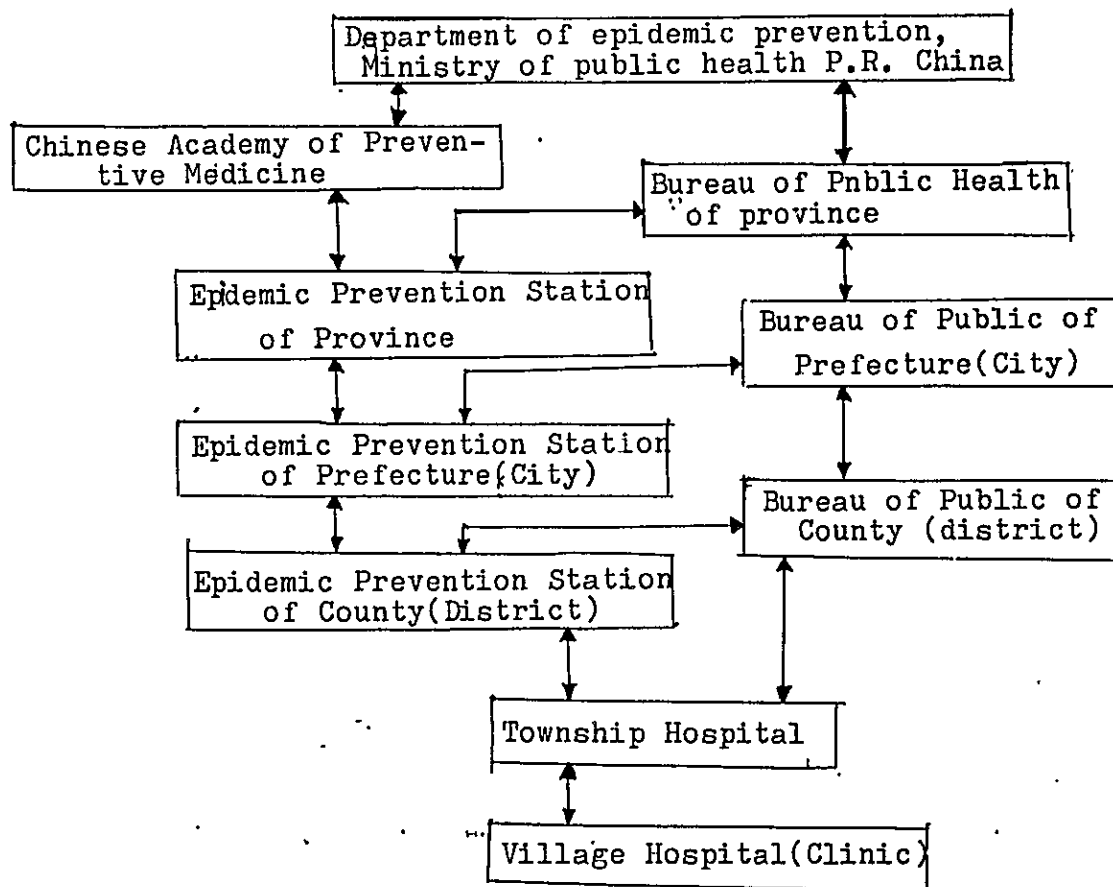 Department of epidemic prevention,
Ministry of public health P.R. China
Chinese Academy of Preven-
tive Medicine
Bureau of Pnblic Health
of province
Epidemic Prevention Station
of Province
Bureau of Public of
Prefecture(City)
Epidemic Prevention Station
of Prefecture(City)
Bureau of Public of
County (district)
Epidemic Prevention Station
of County(District)
Township Hospital
Village Hospital(Clinic)